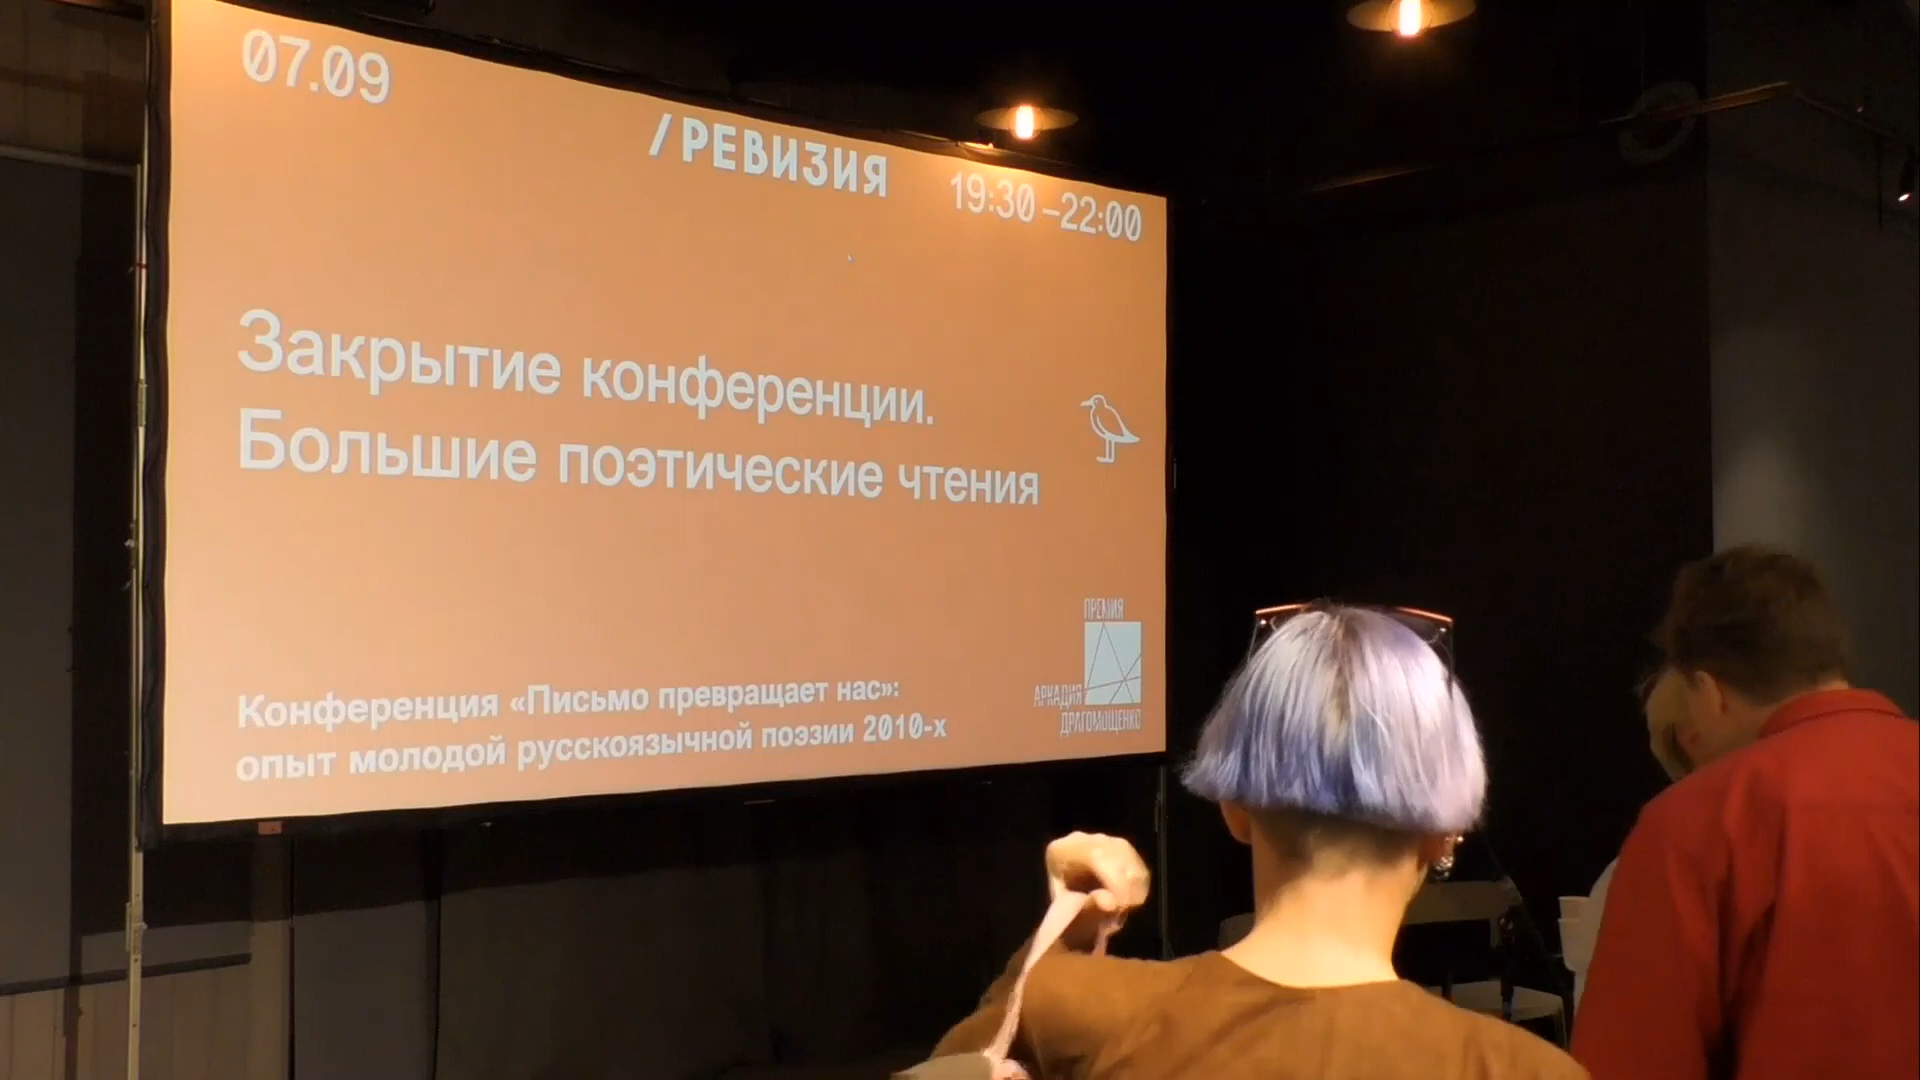 07.09
/РЕВИЗИЯ
19:30–22:00
Закрытие конференции.
Большие поэтические чтения
Конференция «Письмо превращает нас»:
опыт молодой русскоязычной поэзии 2010-х
ПРЕМИЯ
АРКАДИЯ
ДРАГОМОЩЕНКО